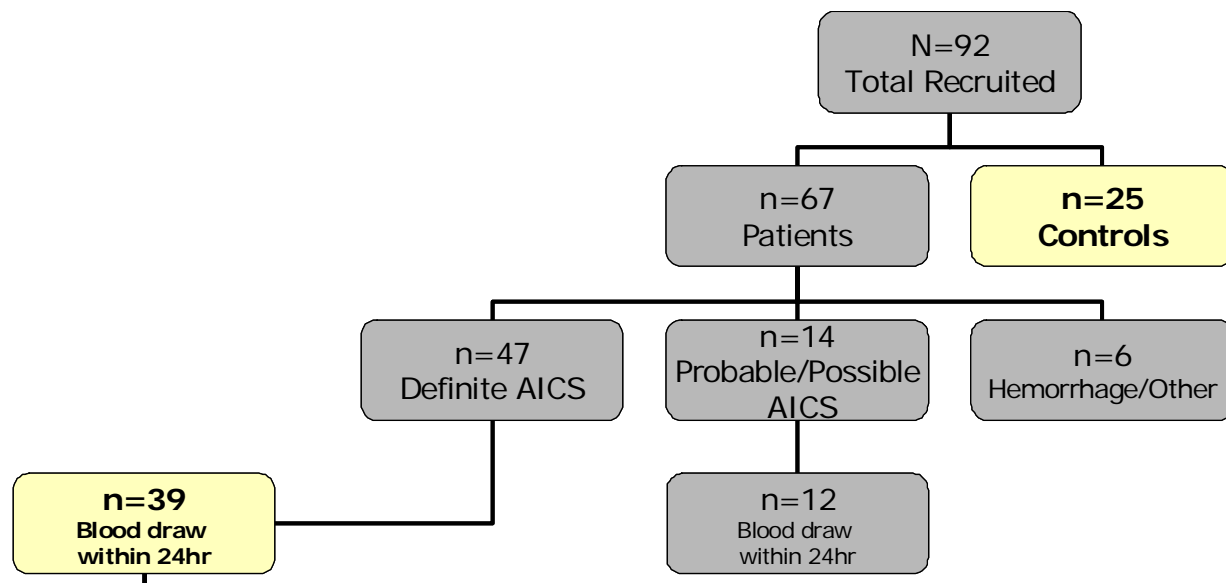 N=92
Total Recruited
n=67
Patients
n=25
Controls
n=47
Definite AICS
n=14
Probable/Possible
AICS
n=6
Hemorrhage/Other
n=39
Blood draw
within 24hr
n=12
Blood draw
within 24hr